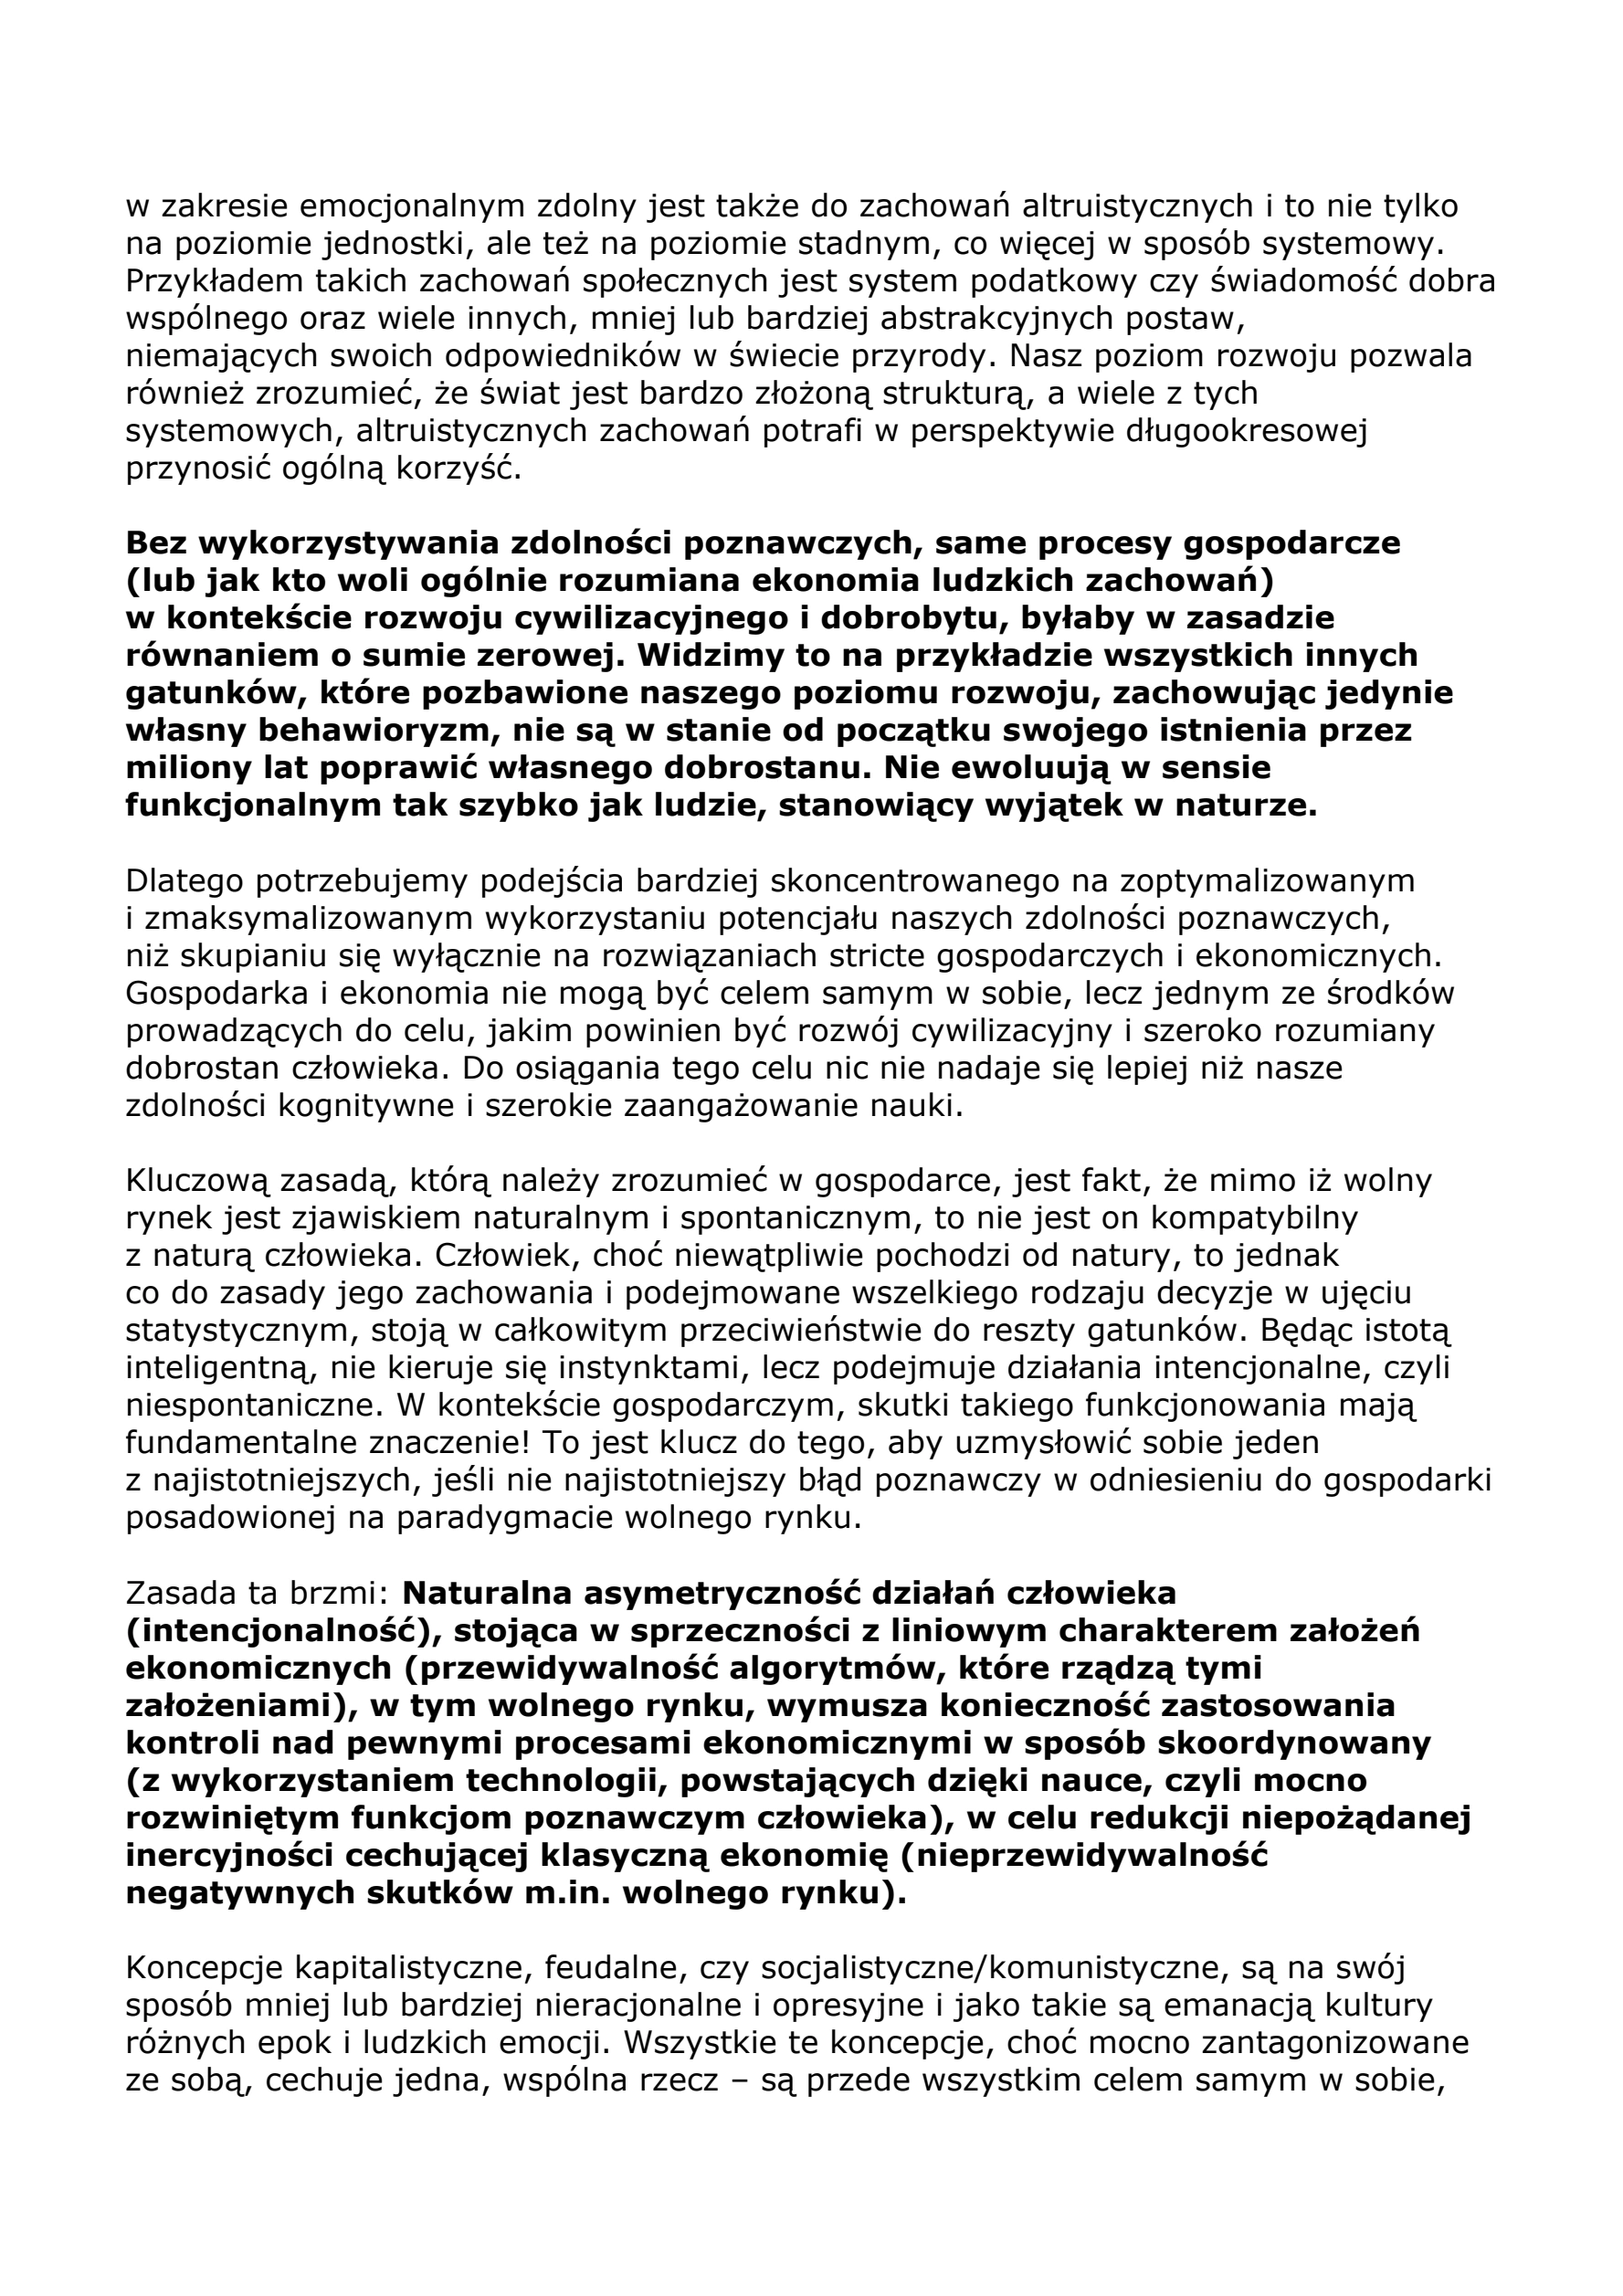 w zakresie emocjonalnym zdolny jest także do zachowań altruistycznych i to nie tylko
na poziomie jednostki, ale też na poziomie stadnym, co więcej w sposób systemowy.
Przykładem takich zachowań społecznych jest system podatkowy czy świadomość dobra
wspólnego oraz wiele innych, mniej lub bardziej abstrakcyjnych postaw,
niemających swoich odpowiedników w świecie przyrody. Nasz poziom rozwoju pozwala
również zrozumieć, że świat jest bardzo złożoną strukturą, a wiele z tych
systemowych, altruistycznych zachowań potrafi w perspektywie długookresowej
przynosić ogólną korzyść.
Bez wykorzystywania zdolności poznawczych, same procesy gospodarcze
(lub jak kto woli ogólnie rozumiana ekonomia ludzkich zachowań)
w kontekście rozwoju cywilizacyjnego i dobrobytu, byłaby w zasadzie
równaniem o sumie zerowej. Widzimy to na przykładzie wszystkich innych
gatunków, które pozbawione naszego poziomu rozwoju, zachowując jedynie
własny behawioryzm, nie są w stanie od początku swojego istnienia przez
miliony lat poprawić własnego dobrostanu. Nie ewoluują w sensie
funkcjonalnym tak szybko jak ludzie, stanowiący wyjątek w naturze.
Dlatego potrzebujemy podejścia bardziej skoncentrowanego na zoptymalizowanym
i zmaksymalizowanym wykorzystaniu potencjału naszych zdolności poznawczych,
niż skupianiu się wyłącznie na rozwiązaniach stricte gospodarczych i ekonomicznych.
Gospodarka i ekonomia nie mogą być celem samym w sobie, lecz jednym ze środków
prowadzących do celu, jakim powinien być rozwój cywilizacyjny i szeroko rozumiany
dobrostan człowieka. Do osiągania tego celu nic nie nadaje się lepiej niż nasze
zdolności kognitywne i szerokie zaangażowanie nauki.
Kluczową zasadą, którą należy zrozumieć w gospodarce, jest fakt, że mimo iż wolny
rynek jest zjawiskiem naturalnym i spontanicznym, to nie jest on kompatybilny
z naturą człowieka. Człowiek, choć niewątpliwie pochodzi od natury, to jednak
co do zasady jego zachowania i podejmowane wszelkiego rodzaju decyzje w ujęciu
statystycznym, stoją w całkowitym przeciwieństwie do reszty gatunków. Będąc istotą
inteligentną, nie kieruje się instynktami, lecz podejmuje działania intencjonalne, czyli
niespontaniczne. W kontekście gospodarczym, skutki takiego funkcjonowania mają
fundamentalne znaczenie! To jest klucz do tego, aby uzmysłowić sobie jeden
z najistotniejszych, jeśli nie najistotniejszy błąd poznawczy w odniesieniu do gospodarki
posadowionej na paradygmacie wolnego rynku.
Zasada ta brzmi: Naturalna asymetryczność działań człowieka
(intencjonalność), stojąca w sprzeczności z liniowym charakterem założeń
ekonomicznych (przewidywalność algorytmów, które rządzą tymi
założeniami), w tym wolnego rynku, wymusza konieczność zastosowania
kontroli nad pewnymi procesami ekonomicznymi w sposób skoordynowany
(z wykorzystaniem technologii, powstających dzięki nauce, czyli mocno
rozwiniętym funkcjom poznawczym człowieka), w celu redukcji niepożądanej
inercyjności cechującej klasyczną ekonomię (nieprzewidywalność
negatywnych skutków m.in. wolnego rynku).
Koncepcje kapitalistyczne, feudalne, czy socjalistyczne/komunistyczne, są na swój
sposób mniej lub bardziej nieracjonalne i opresyjne i jako takie są emanacją kultury
różnych epok i ludzkich emocji. Wszystkie te koncepcje, choć mocno zantagonizowane
ze sobą, cechuje jedna, wspólna rzecz – są przede wszystkim celem samym w sobie,